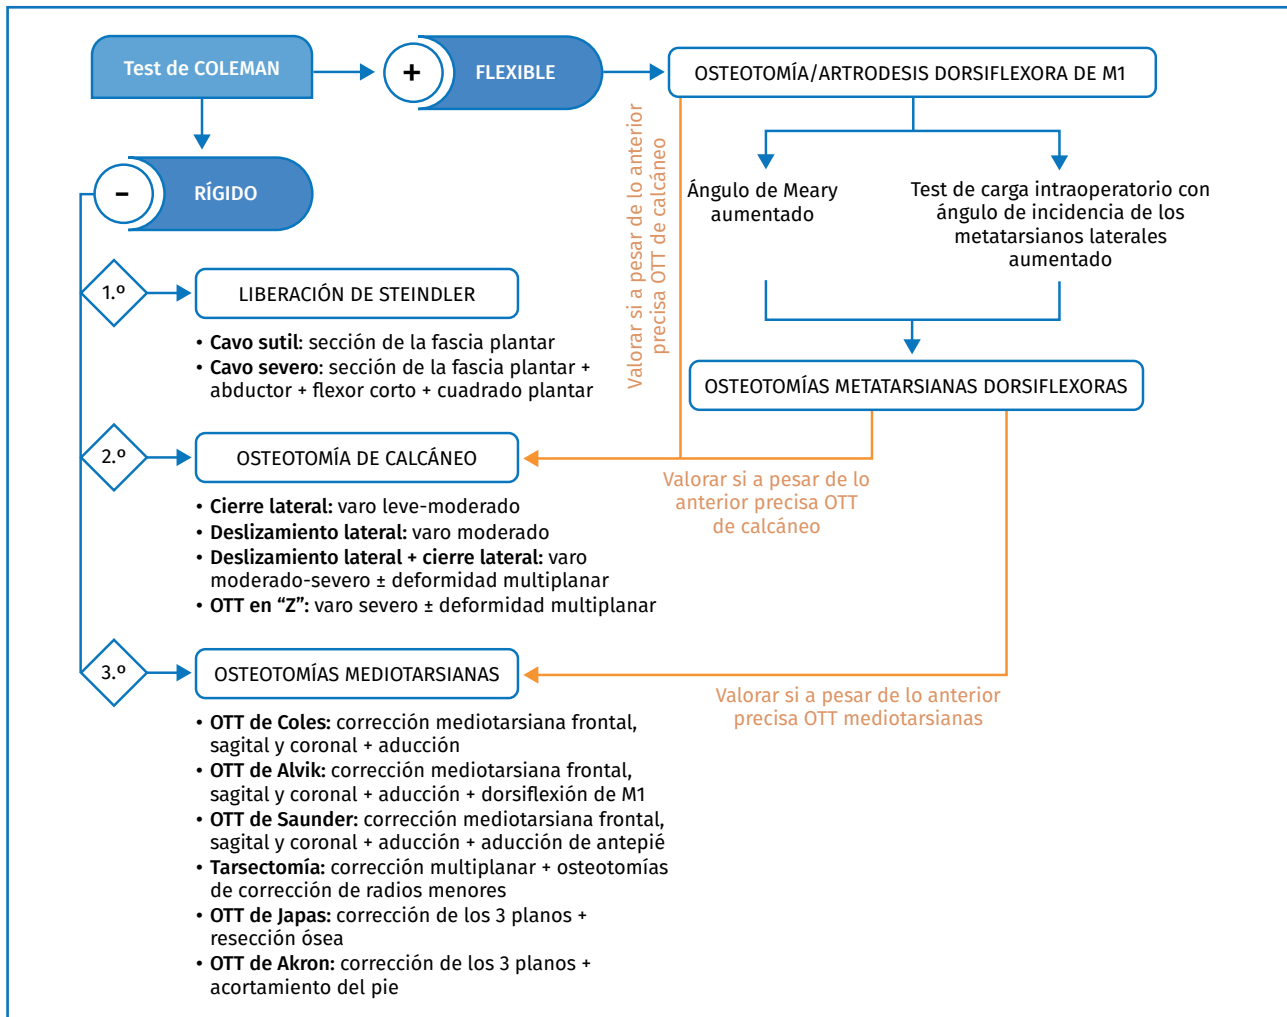 Test de COLEMAN
+
FLEXIBLE
OSTEOTOMÍA/ARTRODESIS DORSIFLEXORA DE M1
–
RÍGIDO
Valorar si a pesar de lo anterior
precisa OTT de calcáneo
Ángulo de Meary
aumentado
Test de carga intraoperatorio con
ángulo de incidencia de los
metatarsianos laterales
aumentado
OSTEOTOMÍAS METATARSIANAS DORSIFLEXORAS
1.º
LIBERACIÓN DE STEINDLER
• Cavo sutil: sección de la fascia plantar
• Cavo severo: sección de la fascia plantar +
abductor + flexor corto + cuadrado plantar
2.º
OSTEOTOMÍA DE CALCÁNEO
Valorar si a pesar de lo
anterior precisa OTT
de calcáneo
• Cierre lateral: varo leve-moderado
• Deslizamiento lateral: varo moderado
• Deslizamiento lateral + cierre lateral: varo
moderado-severo ± deformidad multiplanar
• OTT en “Z”: varo severo ± deformidad multiplanar
3.º
OSTEOTOMÍAS MEDIOTARSIANAS
Valorar si a pesar de lo anterior
precisa OTT mediotarsianas
• OTT de Coles: corrección mediotarsiana frontal,
sagital y coronal + aducción
• OTT de Alvik: corrección mediotarsiana frontal,
sagital y coronal + aducción + dorsiflexión de M1
• OTT de Saunder: corrección mediotarsiana frontal,
sagital y coronal + aducción + aducción de antepié
• Tarsectomía: corrección multiplanar + osteotomías
de corrección de radios menores
• OTT de Japas: corrección de los 3 planos +
resección ósea
• OTT de Akron: corrección de los 3 planos +
acortamiento del pie